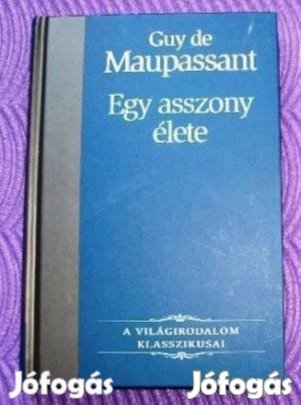 Guy de
Maupassant
Egy asszony
élete
A VILÁGIRODALOM
KLASSZIKUSAI
Jófogás Jófogás